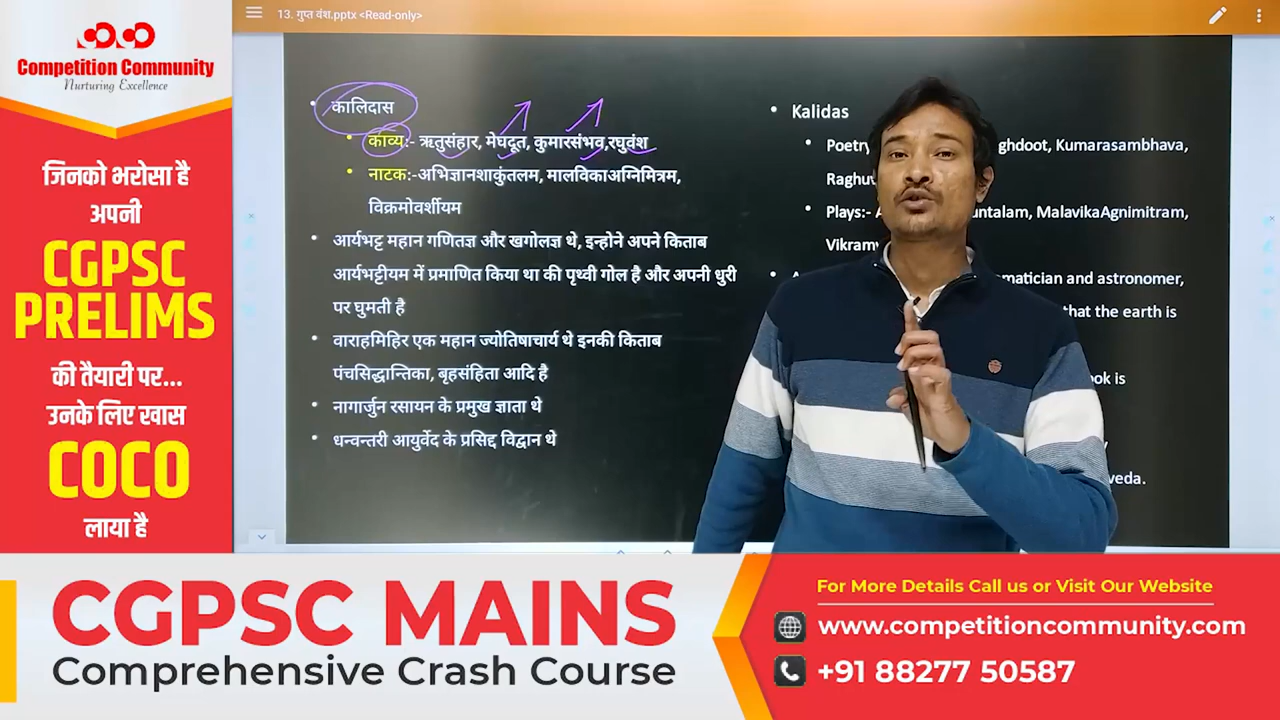 Competition Community
Nurturing Excellence
जिनको भरोसा है
अपनी
CGPSC
PRELIMS
की तैयारी पर...
उनके लिए खास
COCO
लाया है
13. गुप्त वंश.pptx <Read-only>
कालिदास
काव्य:- ऋतुसंहार, मेघदूत, कुमारसंभव,रघुवंश
नाटक:-अभिज्ञानशाकुंतलम, मालविकाअग्निमित्रम,
विक्रमोवर्शीयम
आर्यभट्ट महान गणितज्ञ और खगोलज्ञ थे, इन्होने अपने किताब
आर्यभट्टीयम में प्रमाणित किया था की पृथ्वी गोल है और अपनी धुरी
पर घुमती है
वाराहमिहिर एक महान ज्योतिषाचार्य थे इनकी किताब
पंचसिद्धान्तिका, बृहसंहिता आदि है
नागार्जुन रसायन के प्रमुख ज्ञाता थे
धन्वन्तरी आयुर्वेद के प्रसिद्द विद्वान थे
Kalidas
Poetry ghdoot, Kumarasambhava,
Raghu
Plays:- A untalam, MalavikaAgnimitram,
Vikram
A ematician and astronomer,
that the earth is
ook is
veda.
CGPSC MAINS
Comprehensive Crash Course
For More Details Call us or Visit Our Website
www.competitioncommunity.com
+91 88277 50587